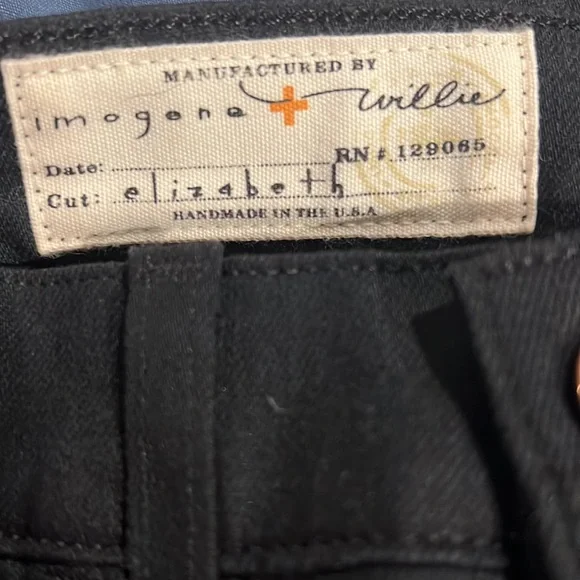 MANUFACTURED BY
imogene + willie
Date:
RN # 129065
Cut: elizabeth
HANDMADE IN THE U.S.A